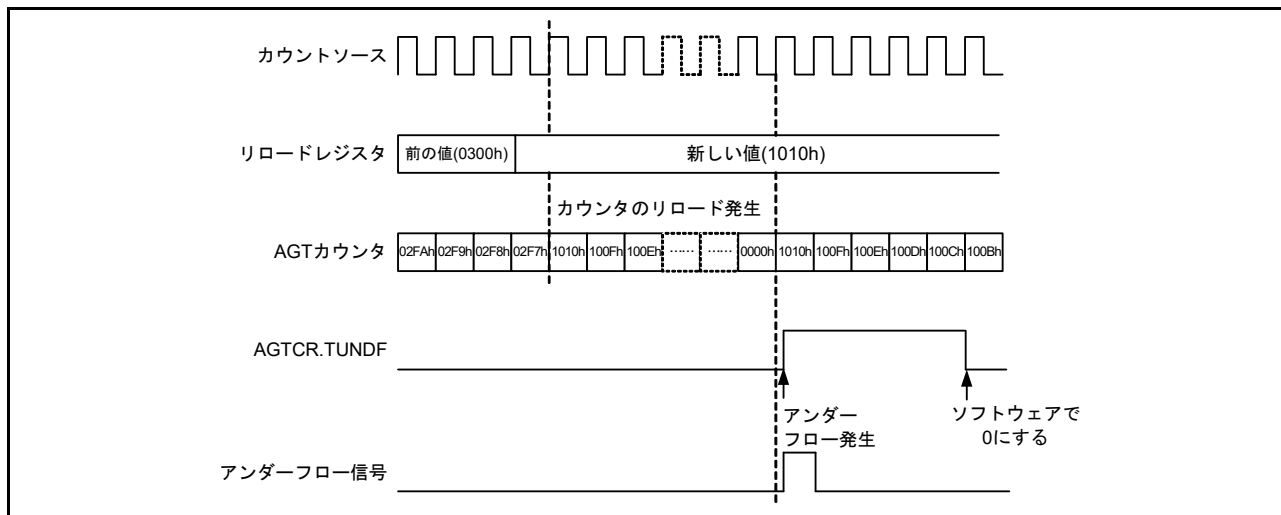 カウントソース
リロードレジスタ
前の値(0300h)
新しい値(1010h)
カウンタのリロード発生
AGTカウンタ
02FAh 02F9h 02F8h 02F7h 1010h 100Fh 100Eh …… …… 0000h 1010h 100Fh 100Eh 100Dh 100Ch 100Bh
AGTCR.TUNDF
アンダー
フロー発生
ソフトウェアで
0にする
アンダーフロー信号